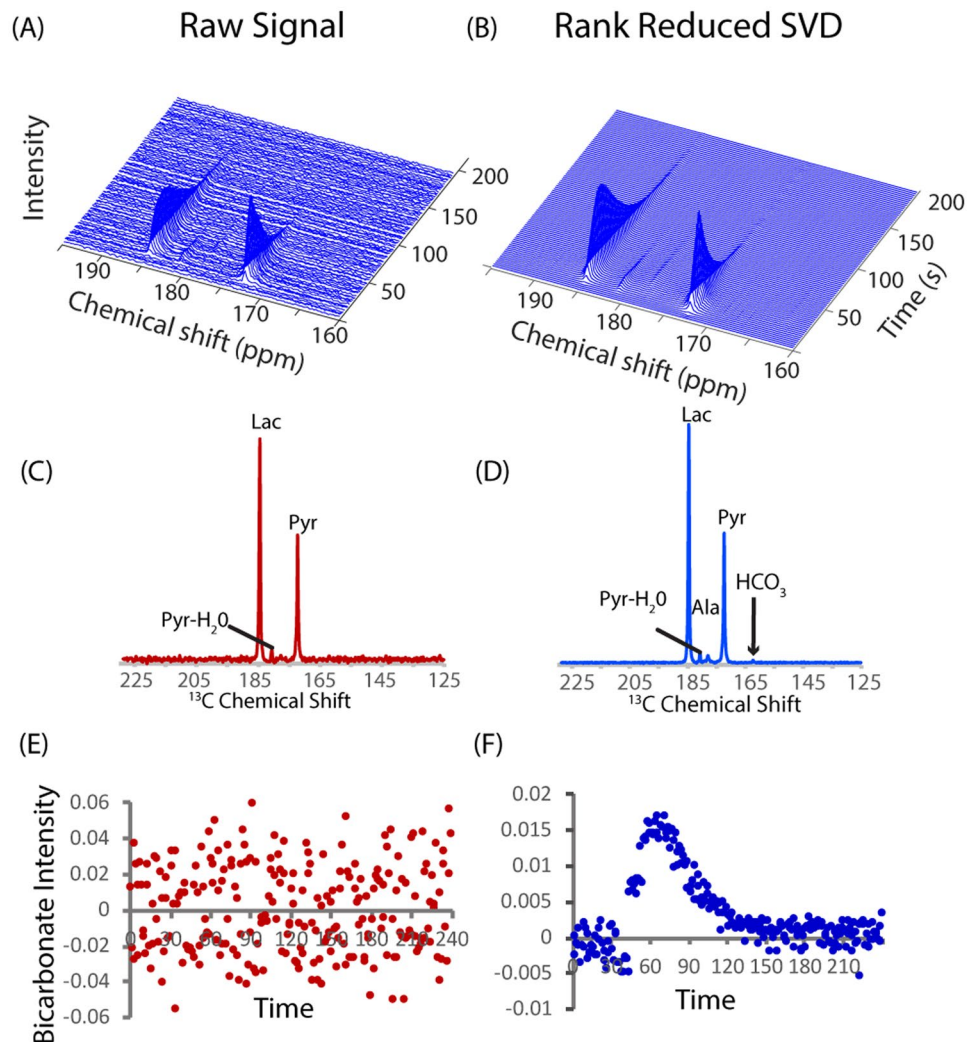 (A) Raw Signal
(B) Rank Reduced SVD
Intensity
200
150
100
50
190
180
170
160
Chemical shift (ppm)
200
150
100
50
Time (s)
190
180
170
160
Chemical shift (ppm)
(C)
Lac
Pyr
Pyr-H₂0
225 205 185 165 145 125
¹³C Chemical Shift
(D)
Lac
Pyr
HCO₃
Pyr-H₂0
Ala
225 205 185 165 145 125
¹³C Chemical Shift
(E)
Bicarbonate Intensity
0.06
0.04
0.02
0
-0.02
-0.04
-0.06
0 30 60 90 120 150 180 210 240
Time
(F)
0.02
0.015
0.01
0.005
0
-0.005
-0.01
0 30 60 90 120 150 180 210
Time